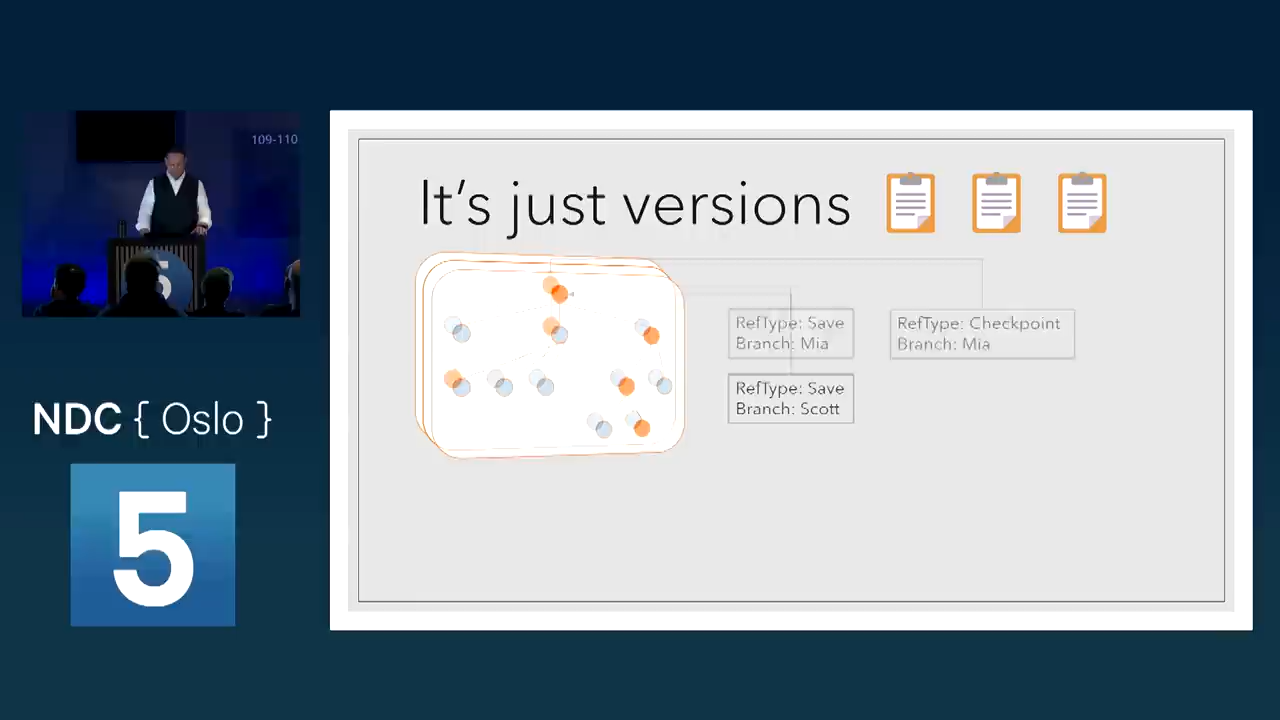 109-110
NDC { Oslo }
5
5
It's just versions
RefType: Save
Branch: Mia
RefType: Checkpoint
Branch: Mia
RefType: Save
Branch: Scott